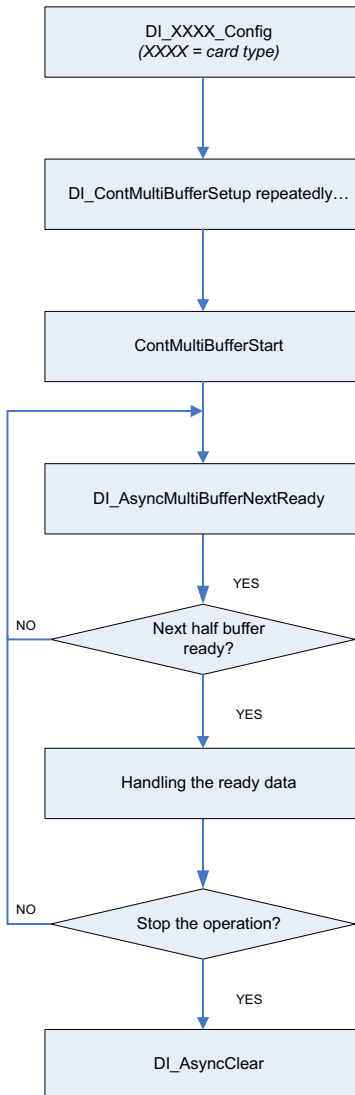 DI_XXXX_Config
(XXXX = card type)
DI_ContMultiBufferSetup repeatedly…
ContMultiBufferStart
DI_AsyncMultiBufferNextReady
YES
NO
Next half buffer
ready?
YES
Handling the ready data
NO
Stop the operation?
YES
DI_AsyncClear